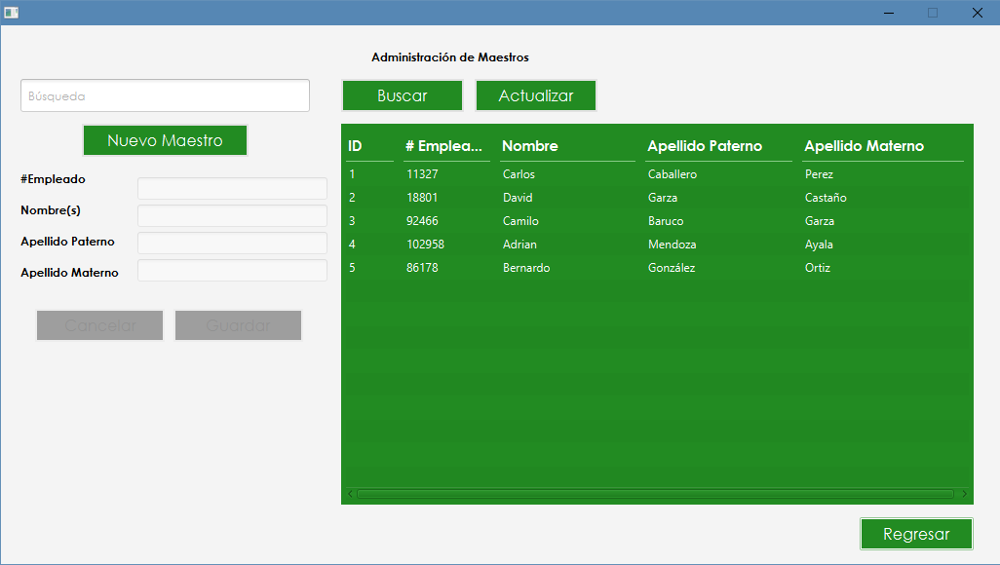 Administración de Maestros
Búsqueda
Buscar
Actualizar
Nuevo Maestro
#Empleado
Nombre(s)
Apellido Paterno
Apellido Materno
Cancelar
Guardar
ID # Emplea... Nombre Apellido Paterno Apellido Materno
1 11327 Carlos Caballero Perez
2 18801 David Garza Castaño
3 92466 Camilo Baruco Garza
4 102958 Adrian Mendoza Ayala
5 86178 Bernardo González Ortiz
Regresar